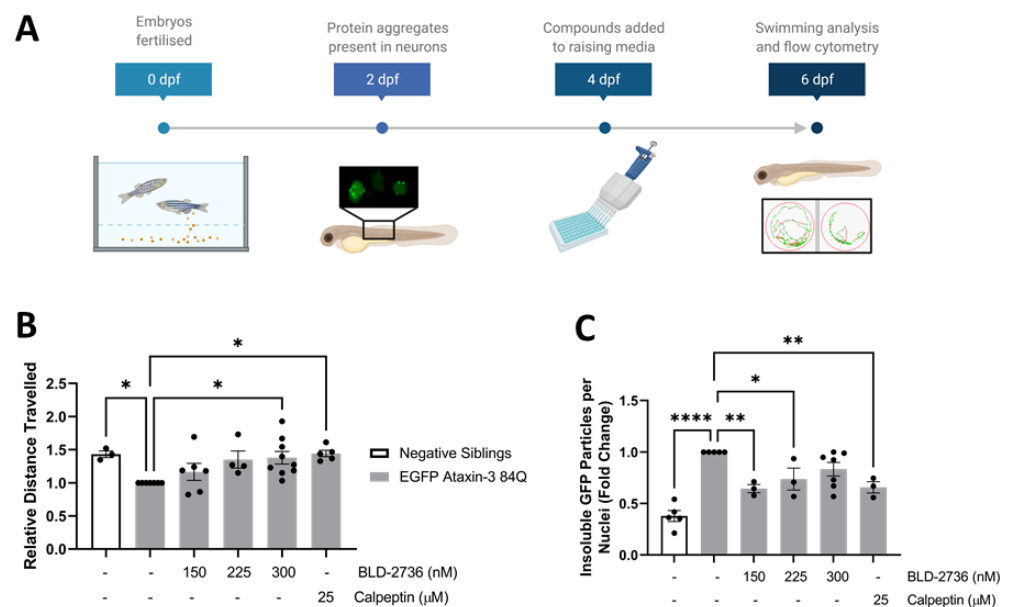 A
Embryos
fertilised
Protein aggregates
present in neurons
Compounds added
to raising media
Swimming analysis
and flow cytometry
0 dpf
2 dpf
4 dpf
6 dpf
B
Relative Distance Travelled
2.5
2.0
1.5
1.0
0.5
0.0
*
*
*
Negative Siblings
EGFP Ataxin-3 84Q
- - 150 225 300 - BLD-2736 (nM)
- - - - - 25 Calpeptin (μM)
C
Insoluble GFP Particles per
Nuclei (Fold Change)
1.5
1.0
0.5
0.0
**
*
**** **
- - 150 225 300 - BLD-2736 (nM)
- - - - - 25 Calpeptin (μM)